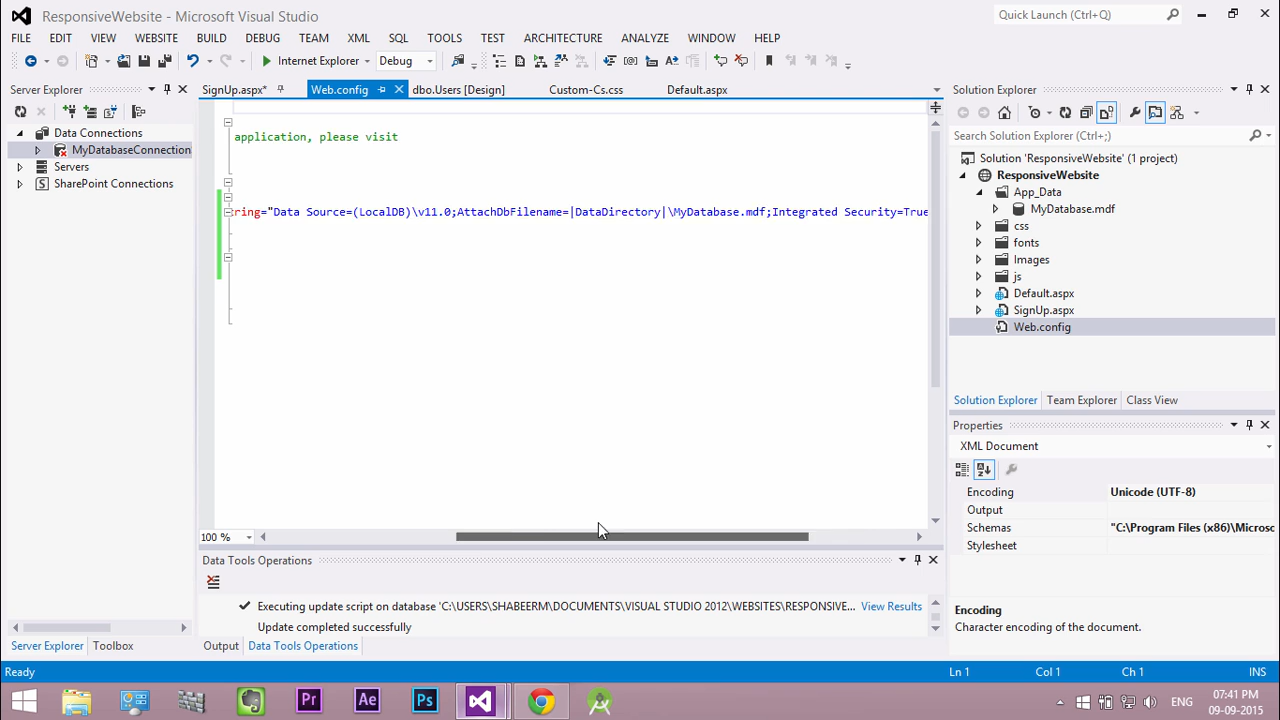 ResponsiveWebsite - Microsoft Visual Studio
Quick Launch (Ctrl+Q)
FILE EDIT VIEW WEBSITE BUILD DEBUG TEAM XML SQL TOOLS TEST ARCHITECTURE ANALYZE WINDOW HELP
Internet Explorer Debug
Server Explorer
Data Connections
MyDatabaseConnection
Servers
SharePoint Connections
SignUp.aspx* Web.config dbo.Users [Design] Custom-Cs.css Default.aspx
application, please visit
ring="Data Source=(LocalDB)\v11.0;AttachDbFilename=|DataDirectory|\MyDatabase.mdf;Integrated Security=True
100 %
Data Tools Operations
Executing update script on database 'C:\USERS\SHABEERM\DOCUMENTS\VISUAL STUDIO 2012\WEBSITES\RESPONSIVE... View Results
Update completed successfully
Server Explorer Toolbox
Output Data Tools Operations
Solution Explorer
Search Solution Explorer (Ctrl+;)
Solution 'ResponsiveWebsite' (1 project)
ResponsiveWebsite
App_Data
MyDatabase.mdf
css
fonts
Images
js
Default.aspx
SignUp.aspx
Web.config
Solution Explorer Team Explorer Class View
Properties
XML Document
Encoding Unicode (UTF-8)
Output
Schemas "C:\Program Files (x86)\Microso
Stylesheet
Encoding
Character encoding of the document.
Ready Ln 1 Col 1 Ch 1 INS
Pr Ae Ps
ENG
07:41 PM
09-09-2015